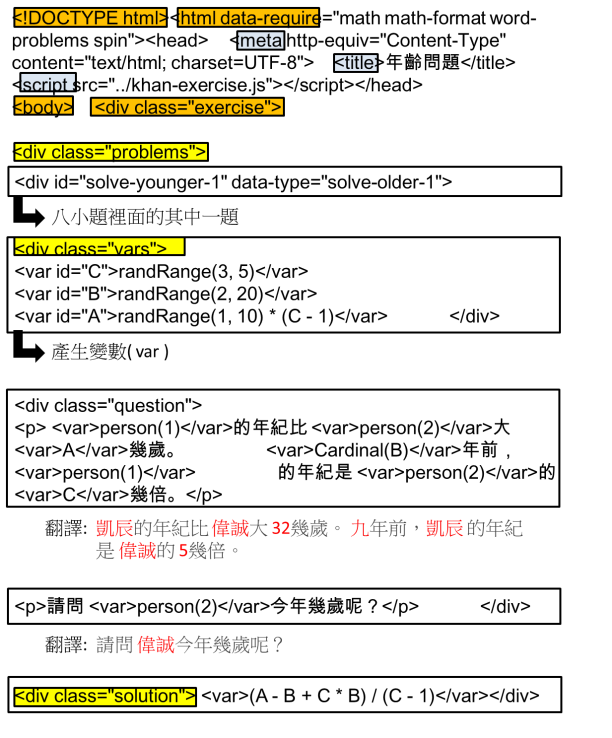 <!DOCTYPE html><html data-require="math math-format word-
problems spin"><head> <meta http-equiv="Content-Type"
content="text/html; charset=UTF-8"> <title>年齡問題</title>
<script src="../khan-exercise.js"></script></head>
<body> <div class="exercise">
<div class="problems">
<div id="solve-younger-1" data-type="solve-older-1">
八小題裡面的其中一題
<div class="vars">
<var id="C">randRange(3, 5)</var>
<var id="B">randRange(2, 20)</var>
<var id="A">randRange(1, 10) * (C - 1)</var> </div>
產生變數( var )
<div class="question">
<p> <var>person(1)</var>的年紀比 <var>person(2)</var>大
<var>A</var>幾歲。 <var>Cardinal(B)</var>年前，
<var>person(1)</var> 的年紀是 <var>person(2)</var>的
<var>C</var>幾倍。</p>
翻譯: 凱辰的年紀比偉誠大 32幾歲。 九年前，凱辰 的年紀
是 偉誠的 5幾倍。
<p>請問 <var>person(2)</var>今年幾歲呢？</p> </div>
翻譯: 請問 偉誠今年幾歲呢？
<div class="solution"> <var>(A - B + C * B) / (C - 1)</var></div>